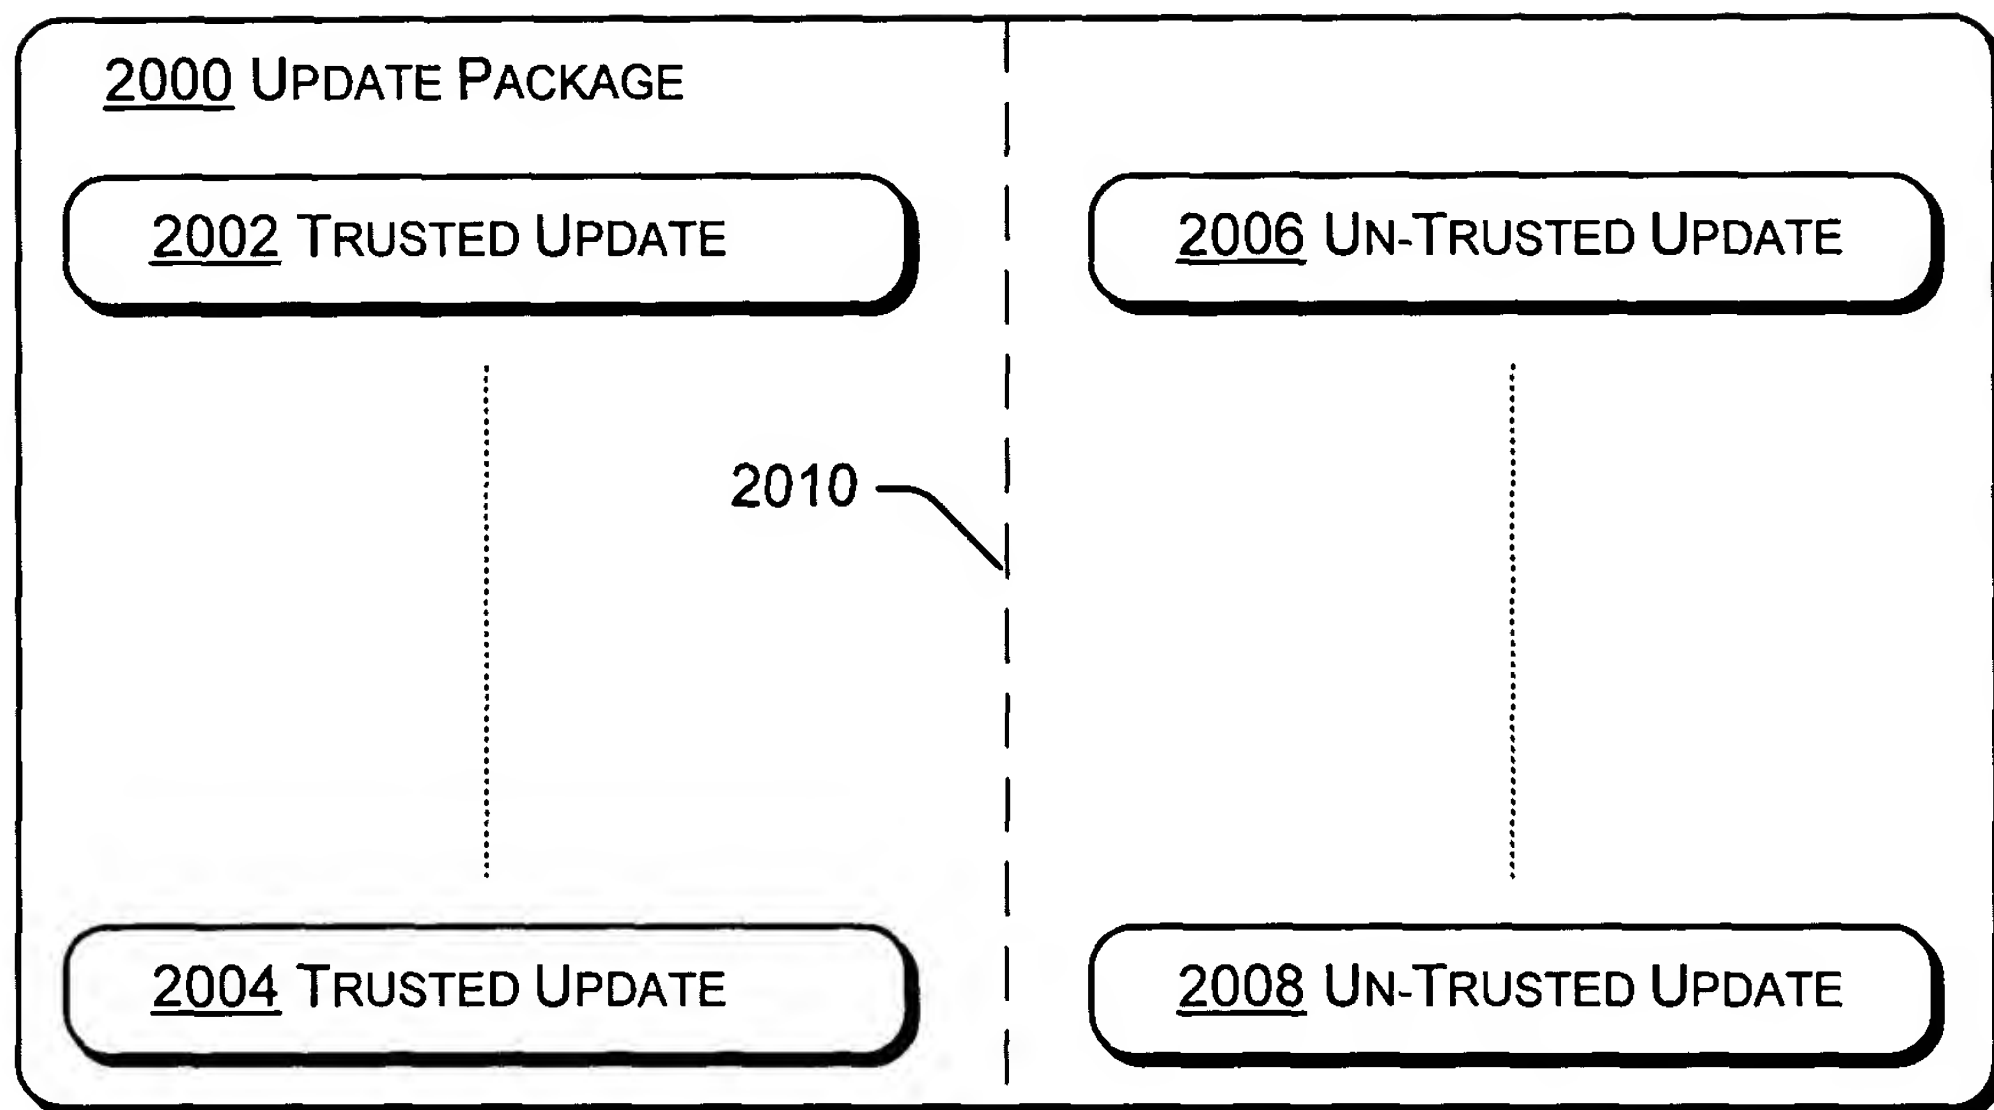 2000 UPDATE PACKAGE
2002 TRUSTED UPDATE
2006 UN-TRUSTED UPDATE
2010
2004 TRUSTED UPDATE
2008 UN-TRUSTED UPDATE